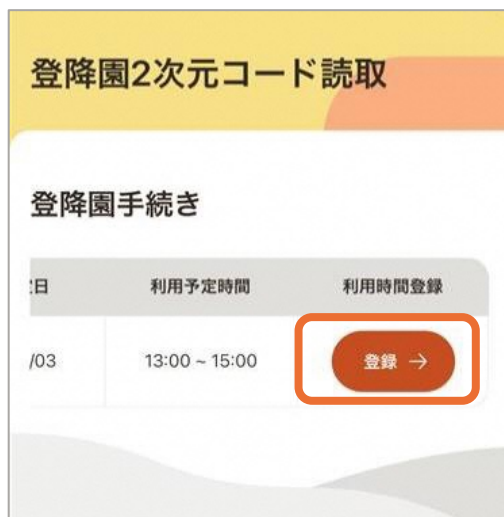 登降園2次元コード読取
登降園手続き
日 利用予定時間 利用時間登録
/03 13:00 ~ 15:00 登録 →